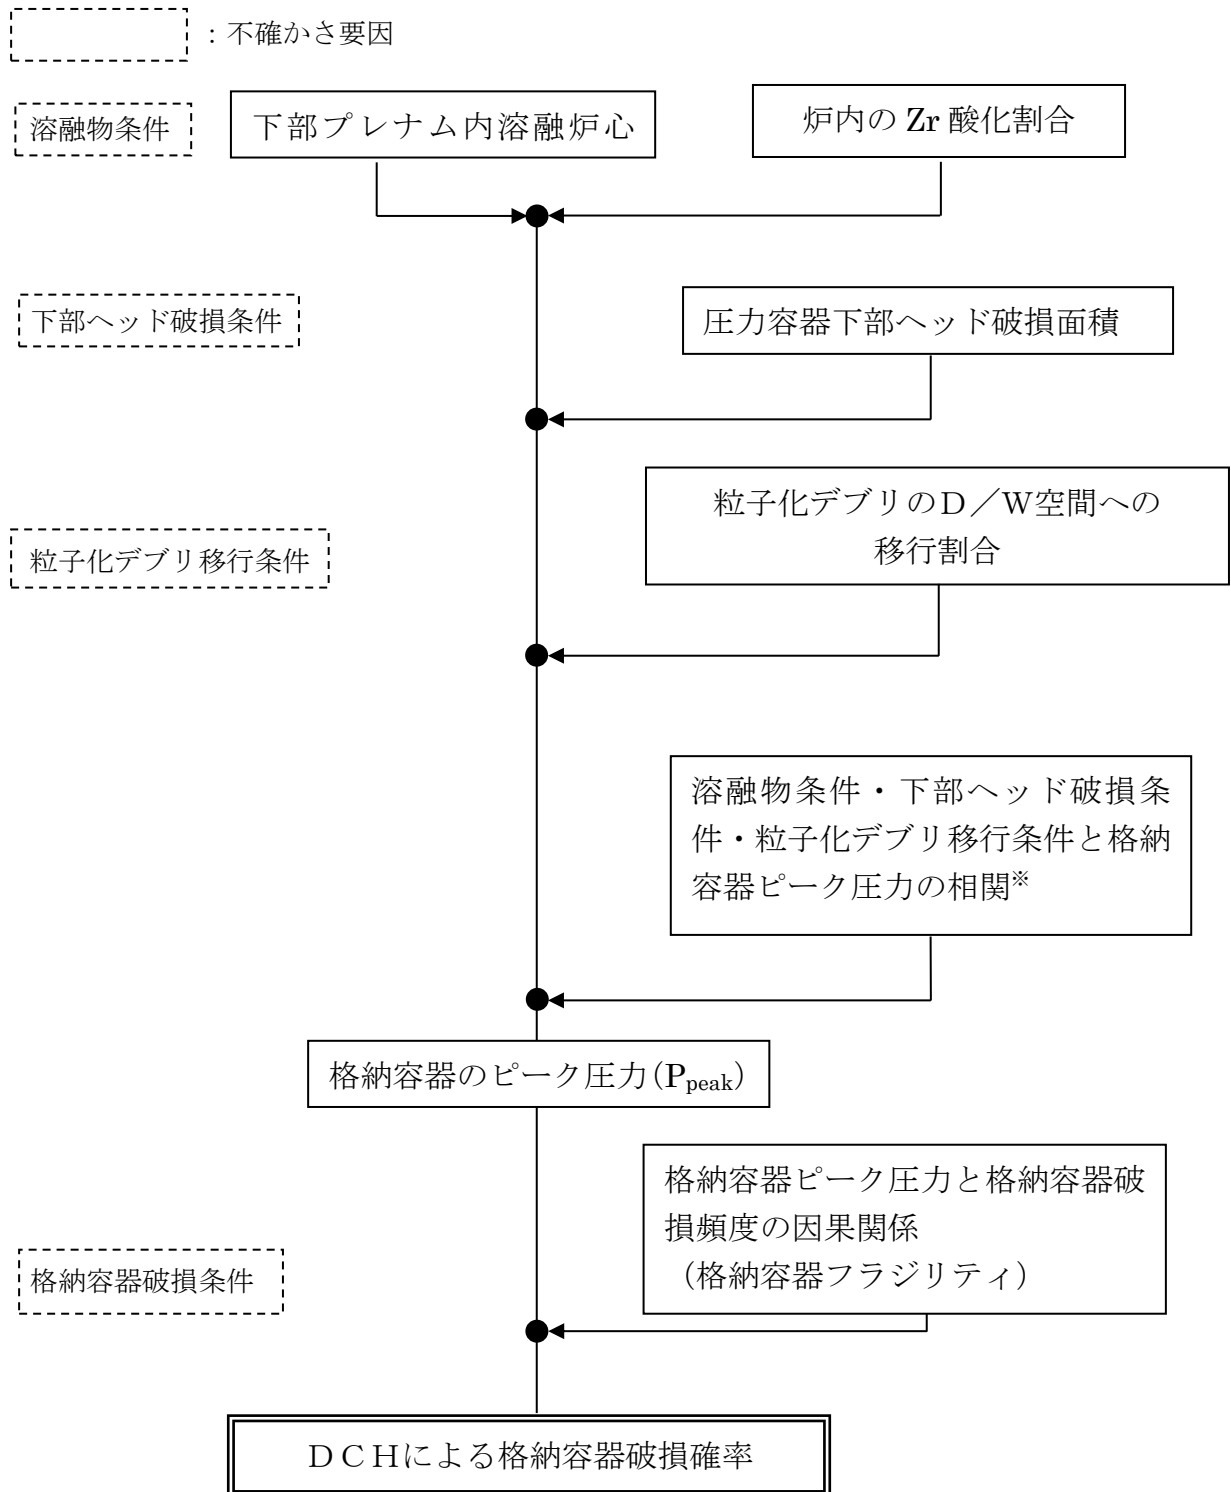 ：不確かさ要因
溶融物条件
下部プレナム内溶融炉心
炉内の Zr 酸化割合
下部ヘッド破損条件
圧力容器下部ヘッド破損面積
粒子化デブリのＤ／Ｗ空間への
移行割合
粒子化デブリ移行条件
溶融物条件・下部ヘッド破損条
件・粒子化デブリ移行条件と格納
容器ピーク圧力の相関※
格納容器のピーク圧力(Ppeak)
格納容器ピーク圧力と格納容器破
損頻度の因果関係
（格納容器フラジリティ）
格納容器破損条件
ＤＣＨによる格納容器破損確率